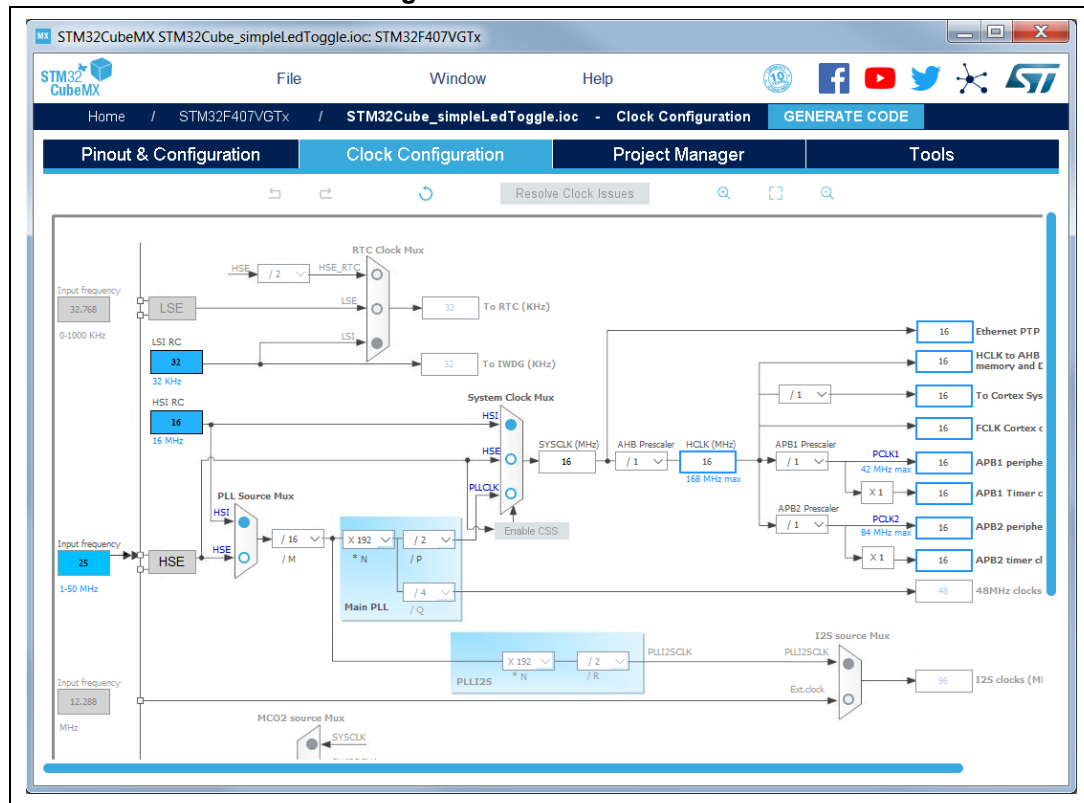 STM32CubeMX STM32Cube_simpleLedToggle.ioc: STM32F407VGTx
STM32 CubeMX File Window Help 10
Home / STM32F407VGTx / STM32Cube_simpleLedToggle.ioc - Clock Configuration GENERATE CODE
Pinout & Configuration Clock Configuration Project Manager Tools
Resolve Clock Issues
RTC Clock Mux
HSE / 2 HSE_RTC
Input frequency
32.768 LSE LSE 32 To RTC (KHz)
0-1000 KHz
LSI RC LSI
32 32 To IWDG (KHz)
32 KHz
16 Ethernet PTP
16 HCLK to AHB
memory and D
/ 1 16 To Cortex Sys
16 FCLK Cortex c
HSI RC System Clock Mux
16 HSI
16 MHz
HSE SYSCLK (MHz) AHB Prescaler HCLK (MHz) APB1 Prescaler
16 / 1 16 / 1 PCLK1 16 APB1 periphe
168 MHz max 42 MHz max
PLLCLK X 1 16 APB1 Timer c
PLL Source Mux
HSI
APB2 Prescaler
Enable CSS / 1 PCLK2 16 APB2 periphe
84 MHz max
Input frequency
25 HSE HSE / 16 X 192 / 2
/ M * N / P
1-50 MHz
X 1 16 APB2 timer cl
/ 4 48 48MHz clocks
Main PLL / Q
I2S source Mux
X 192 / 2 PLLI2SCLK PLLI2SCLK
PLLI2S * N / R
96 I2S clocks (MH
Input frequency
12.288 Ext.clock
MHz
MCO2 source Mux
SYSCLK